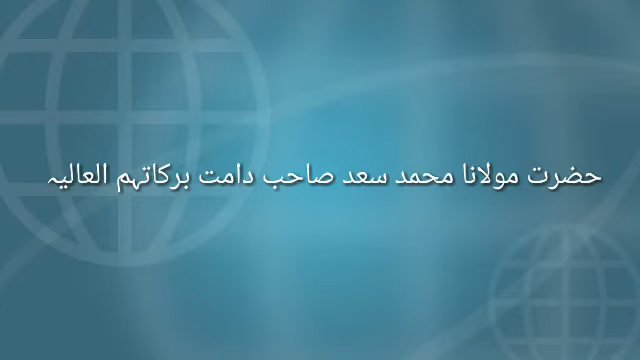 حضرت مولانا محمد سعد صاحب دامت برکاتہم العالیہ